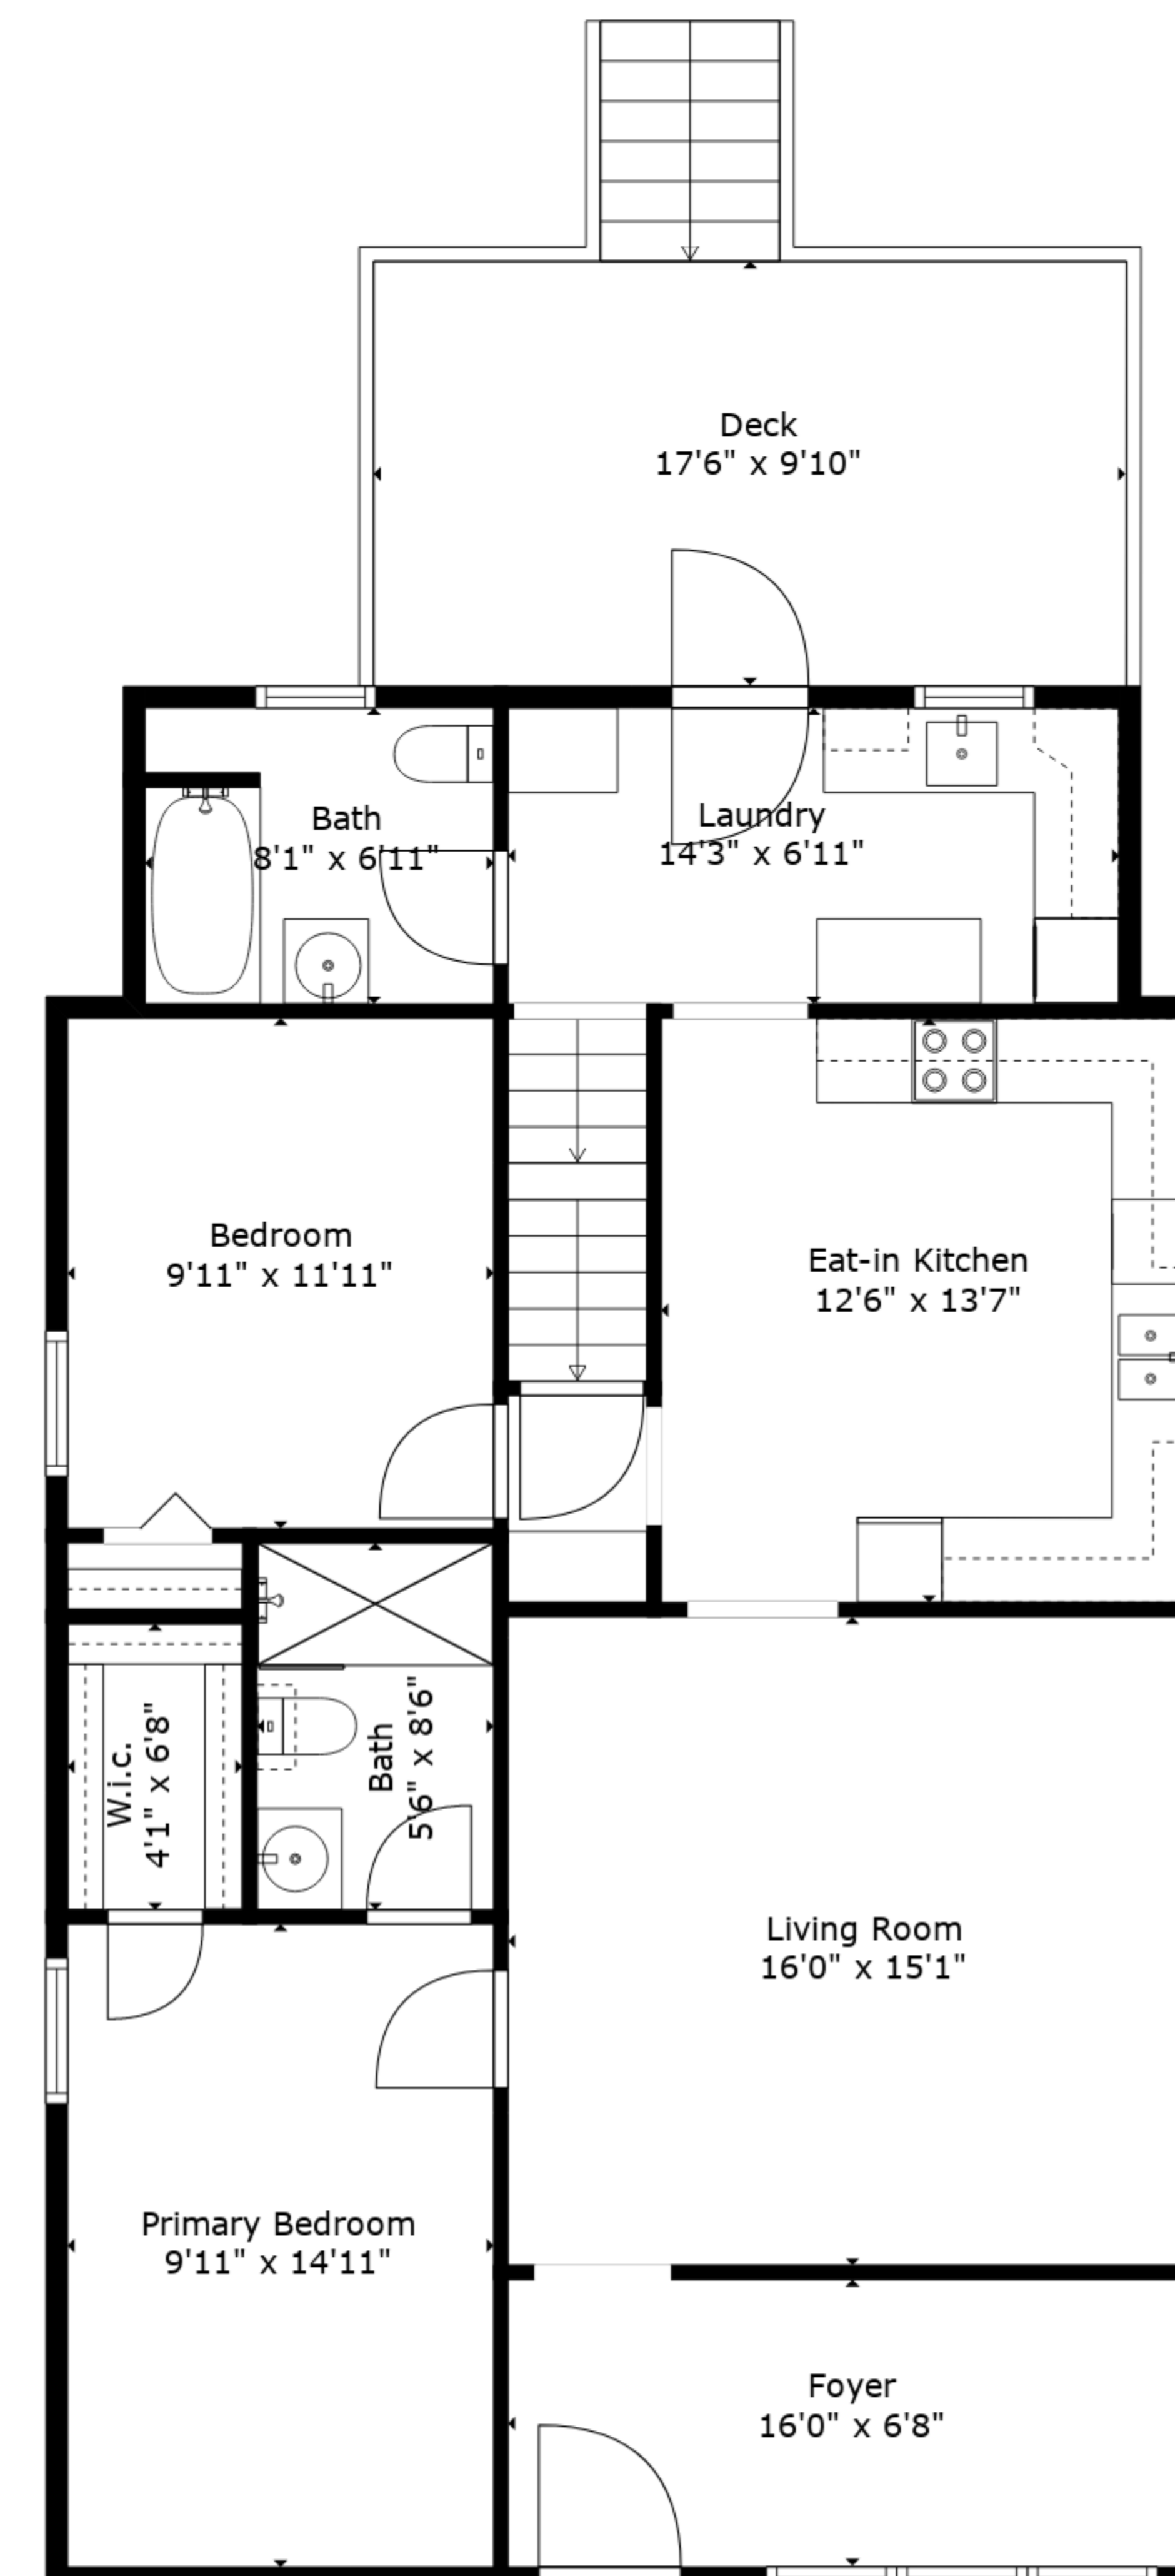 Deck
17'6" x 9'10"
Bath
8'1" x 6'11"
Laundry
14'3" x 6'11"
Bedroom
9'11" x 11'11"
Eat-in Kitchen
12'6" x 13'7"
W.i.c.
4'1" x 6'8"
Bath
5'6" x 8'6"
Living Room
16'0" x 15'1"
Primary Bedroom
9'11" x 14'11"
Foyer
16'0" x 6'8"